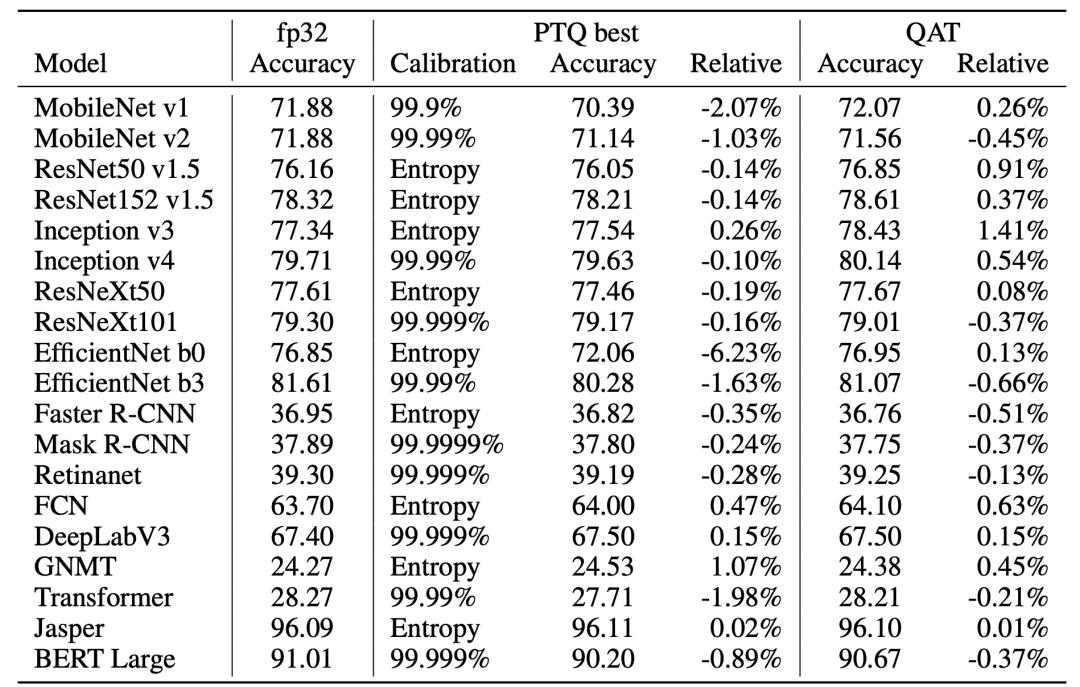 fp32 PTQ best QAT
Model Accuracy Calibration Accuracy Relative Accuracy Relative
MobileNet v1 71.88 99.9% 70.39 -2.07% 72.07 0.26%
MobileNet v2 71.88 99.99% 71.14 -1.03% 71.56 -0.45%
ResNet50 v1.5 76.16 Entropy 76.05 -0.14% 76.85 0.91%
ResNet152 v1.5 78.32 Entropy 78.21 -0.14% 78.61 0.37%
Inception v3 77.34 Entropy 77.54 0.26% 78.43 1.41%
Inception v4 79.71 99.99% 79.63 -0.10% 80.14 0.54%
ResNeXt50 77.61 Entropy 77.46 -0.19% 77.67 0.08%
ResNeXt101 79.30 99.999% 79.17 -0.16% 79.01 -0.37%
EfficientNet b0 76.85 Entropy 72.06 -6.23% 76.95 0.13%
EfficientNet b3 81.61 99.99% 80.28 -1.63% 81.07 -0.66%
Faster R-CNN 36.95 Entropy 36.82 -0.35% 36.76 -0.51%
Mask R-CNN 37.89 99.9999% 37.80 -0.24% 37.75 -0.37%
Retinanet 39.30 99.999% 39.19 -0.28% 39.25 -0.13%
FCN 63.70 Entropy 64.00 0.47% 64.10 0.63%
DeepLabV3 67.40 99.999% 67.50 0.15% 67.50 0.15%
GNMT 24.27 Entropy 24.53 1.07% 24.38 0.45%
Transformer 28.27 99.99% 27.71 -1.98% 28.21 -0.21%
Jasper 96.09 Entropy 96.11 0.02% 96.10 0.01%
BERT Large 91.01 99.999% 90.20 -0.89% 90.67 -0.37%